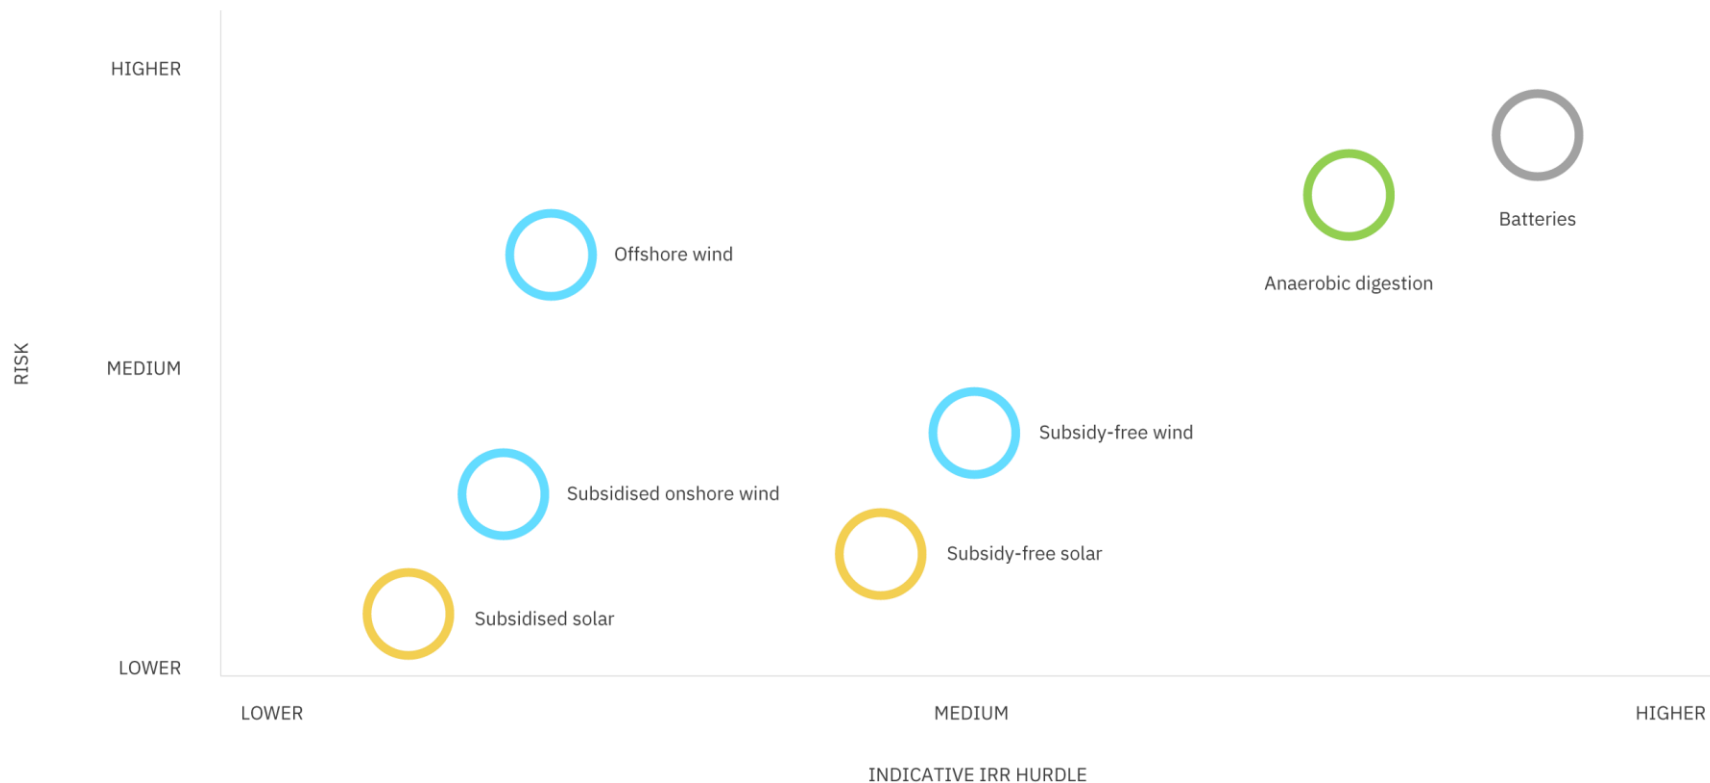 HIGHER
Batteries
Offshore wind
Anaerobic digestion
RISK
MEDIUM
Subsidy-free wind
Subsidised onshore wind
Subsidy-free solar
Subsidised solar
LOWER
LOWER
MEDIUM
HIGHER
INDICATIVE IRR HURDLE